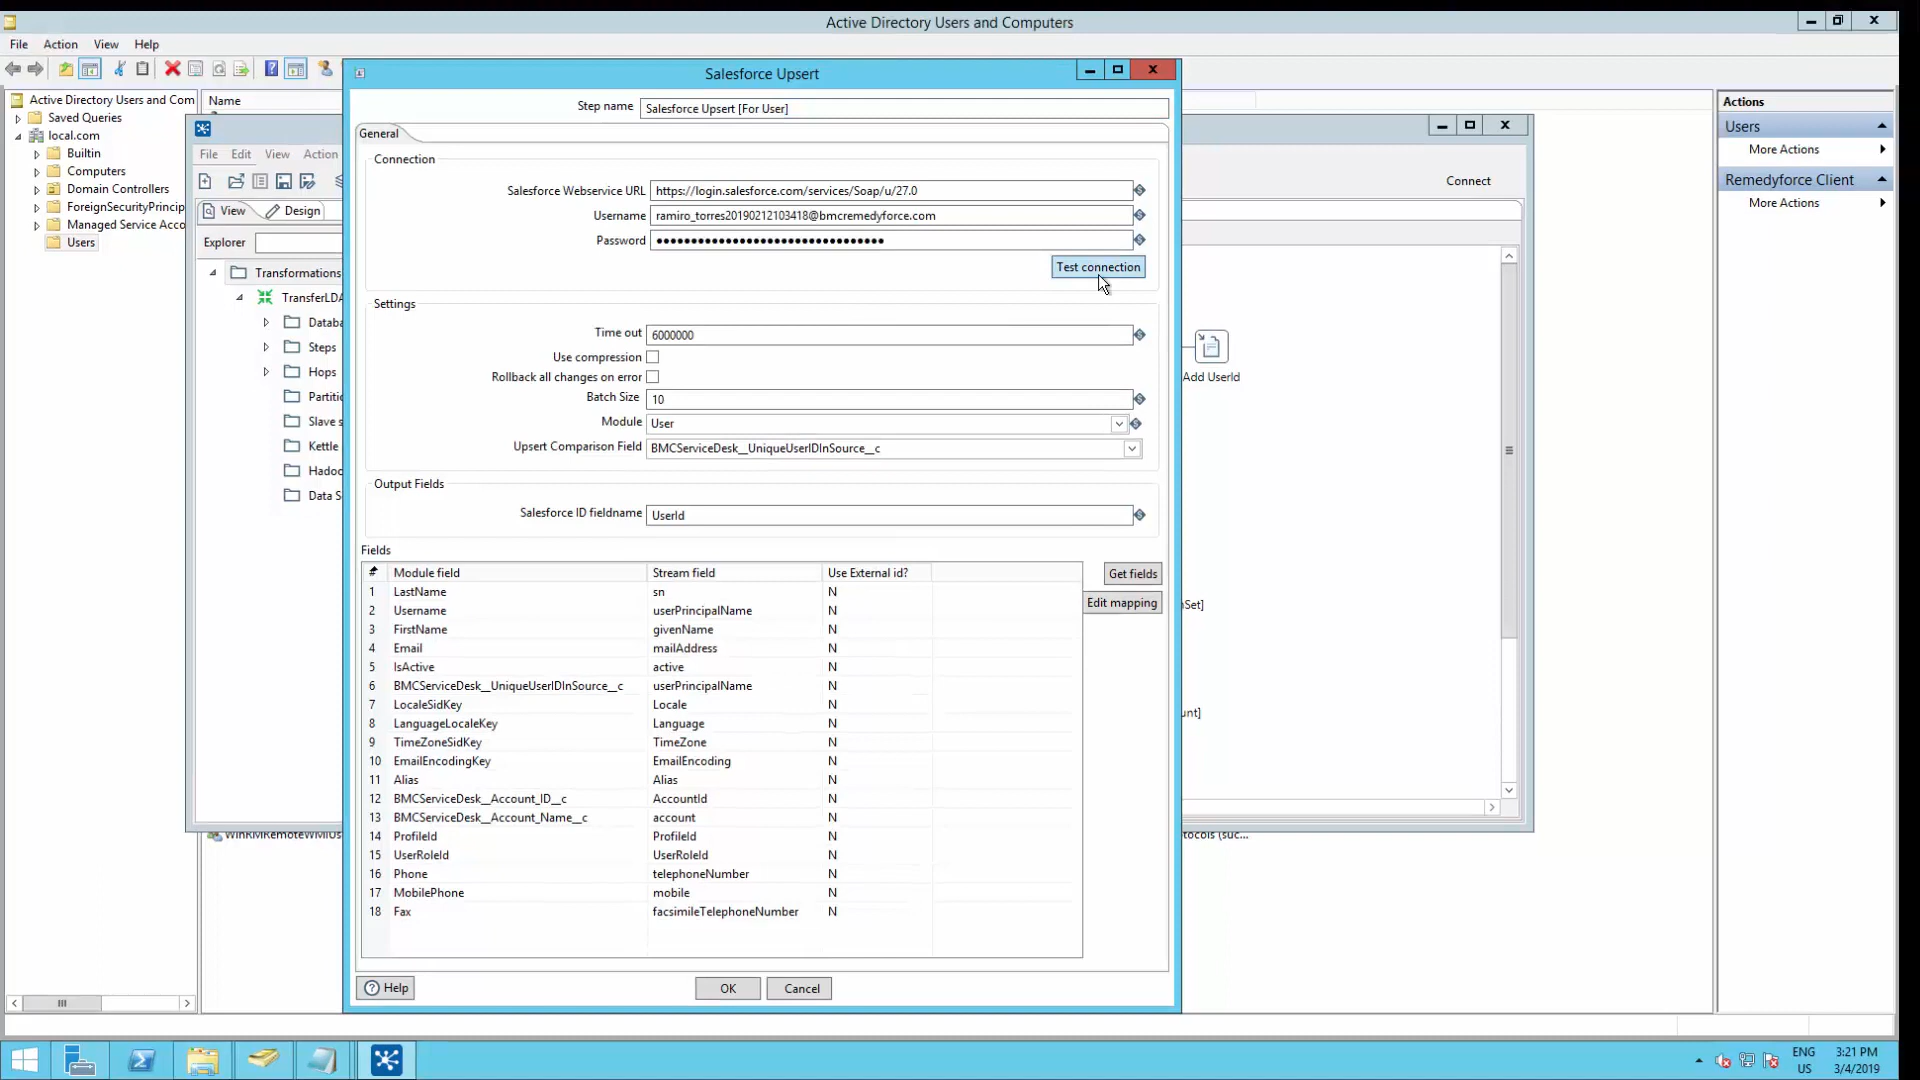 Active Directory Users and Computers
File Action View Help
Active Directory Users and Com
Saved Queries
local.com
Builtin
Computers
Domain Controllers
ForeignSecurityPrincip
Managed Service Acco
Users
Name
File Edit View Action
View Design
Explorer
Transformations
TransferLDA
Databa
Steps
Hops
Partitio
Slave s
Kettle
Hadoo
Data S
Salesforce Upsert
Step name Salesforce Upsert [For User]
General
Connection
Salesforce Webservice URL https://login.salesforce.com/services/Soap/u/27.0
Username ramiro_torres20190212103418@bmcremedyforce.com
Password
Test connection
Settings
Time out 6000000
Use compression
Rollback all changes on error
Batch Size 10
Module User
Upsert Comparison Field BMCServiceDesk__UniqueUserIDInSource__c
Output Fields
Salesforce ID fieldname UserId
Fields
# Module field Stream field Use External id?
1 LastName sn N
2 Username userPrincipalName N
3 FirstName givenName N
4 Email mailAddress N
5 IsActive active N
6 BMCServiceDesk__UniqueUserIDInSource__c userPrincipalName N
7 LocaleSidKey Locale N
8 LanguageLocaleKey Language N
9 TimeZoneSidKey TimeZone N
10 EmailEncodingKey EmailEncoding N
11 Alias Alias N
12 BMCServiceDesk__Account_ID__c AccountId N
13 BMCServiceDesk__Account_Name__c account N
14 ProfileId ProfileId N
15 UserRoleId UserRoleId N
16 Phone telephoneNumber N
17 MobilePhone mobile N
18 Fax facsimileTelephoneNumber N
Get fields
Edit mapping
Help OK Cancel
Connect
Add UserId
nSet]
unt]
WinRMRemoteWMIUs
otocols (suc...
Actions
Users
More Actions
Remedyforce Client
More Actions
ENG
US
3:21 PM
3/4/2019